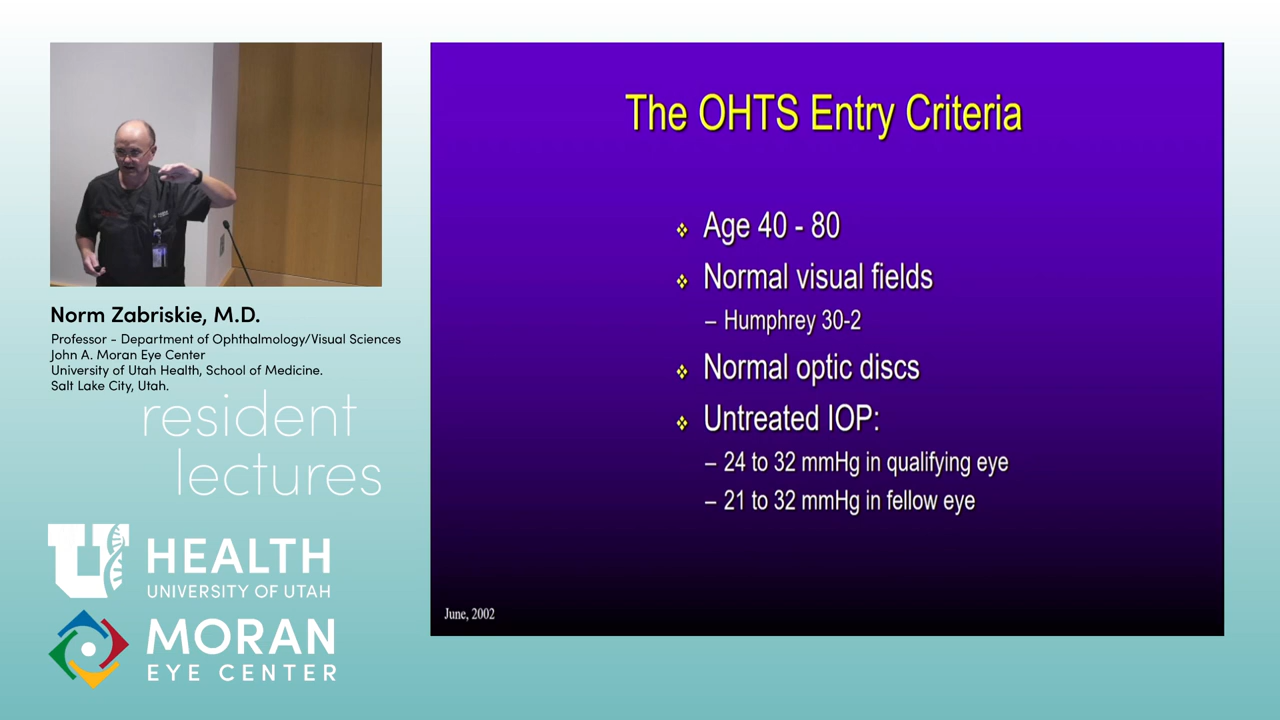 The OHTS Entry Criteria
Age 40 - 80
Normal visual fields
– Humphrey 30-2
Normal optic discs
Untreated IOP:
– 24 to 32 mmHg in qualifying eye
– 21 to 32 mmHg in fellow eye
June, 2002
Norm Zabriskie, M.D.
Professor - Department of Ophthalmology/Visual Sciences
John A. Moran Eye Center
University of Utah Health, School of Medicine.
Salt Lake City, Utah.
resident
lectures
U HEALTH
UNIVERSITY OF UTAH
MORAN
EYE CENTER